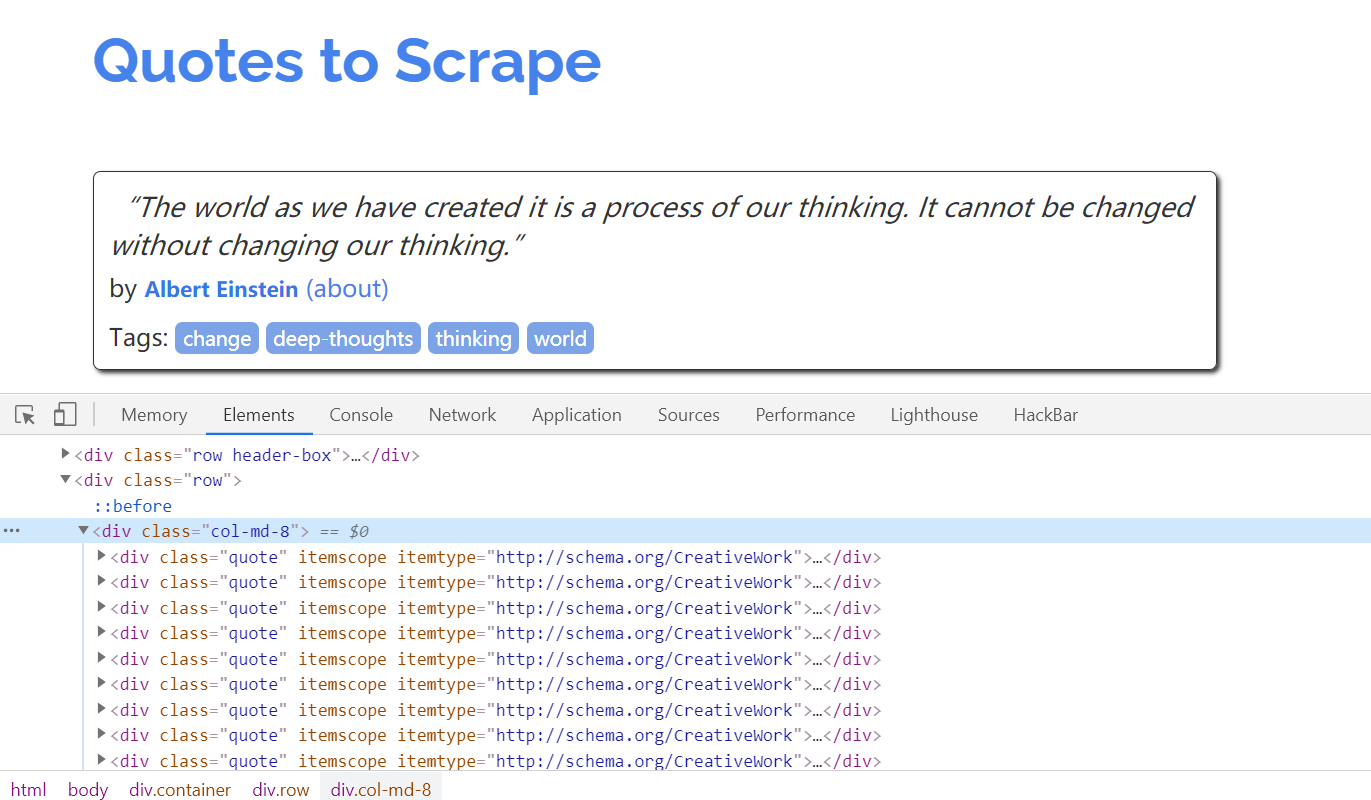 Quotes to Scrape
“The world as we have created it is a process of our thinking. It cannot be changed
without changing our thinking.”
by Albert Einstein (about)
Tags: change deep-thoughts thinking world
Memory Elements Console Network Application Sources Performance Lighthouse HackBar
<div class="row header-box">…</div>
<div class="row">
::before
… <div class="col-md-8"> == $0
<div class="quote" itemscope itemtype="http://schema.org/CreativeWork">…</div>
<div class="quote" itemscope itemtype="http://schema.org/CreativeWork">…</div>
<div class="quote" itemscope itemtype="http://schema.org/CreativeWork">…</div>
<div class="quote" itemscope itemtype="http://schema.org/CreativeWork">…</div>
<div class="quote" itemscope itemtype="http://schema.org/CreativeWork">…</div>
<div class="quote" itemscope itemtype="http://schema.org/CreativeWork">…</div>
<div class="quote" itemscope itemtype="http://schema.org/CreativeWork">…</div>
<div class="quote" itemscope itemtype="http://schema.org/CreativeWork">…</div>
<div class="quote" itemscope itemtype="http://schema.org/CreativeWork">…</div>
html body div.container div.row div.col-md-8